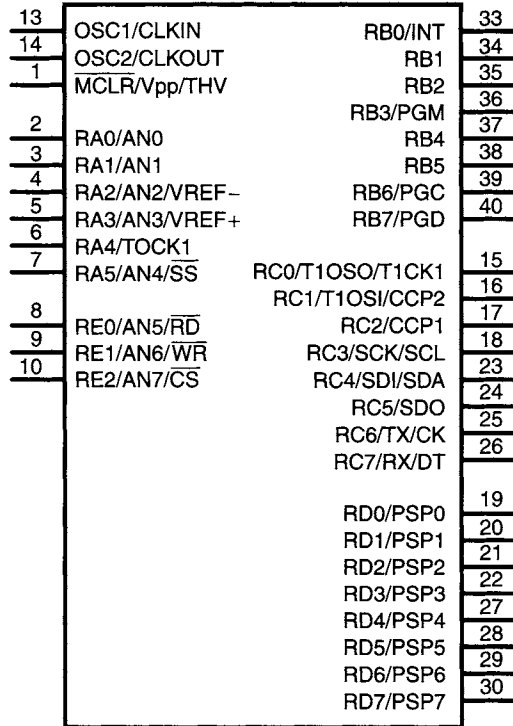 13 OSC1/CLKIN RB0/INT 33
14 OSC2/CLKOUT RB1 34
1 MCLR/Vpp/THV RB2 35
RB3/PGM 36
2 RA0/AN0 RB4 37
3 RA1/AN1 RB5 38
4 RA2/AN2/VREF− RB6/PGC 39
5 RA3/AN3/VREF+ RB7/PGD 40
6 RA4/TOCK1
7 RA5/AN4/SS RC0/T1OSO/T1CK1 15
RC1/T1OSI/CCP2 16
8 RE0/AN5/RD RC2/CCP1 17
9 RE1/AN6/WR RC3/SCK/SCL 18
10 RE2/AN7/CS RC4/SDI/SDA 23
RC5/SDO 24
RC6/TX/CK 25
RC7/RX/DT 26
RD0/PSP0 19
RD1/PSP1 20
RD2/PSP2 21
RD3/PSP3 22
RD4/PSP4 27
RD5/PSP5 28
RD6/PSP6 29
RD7/PSP7 30